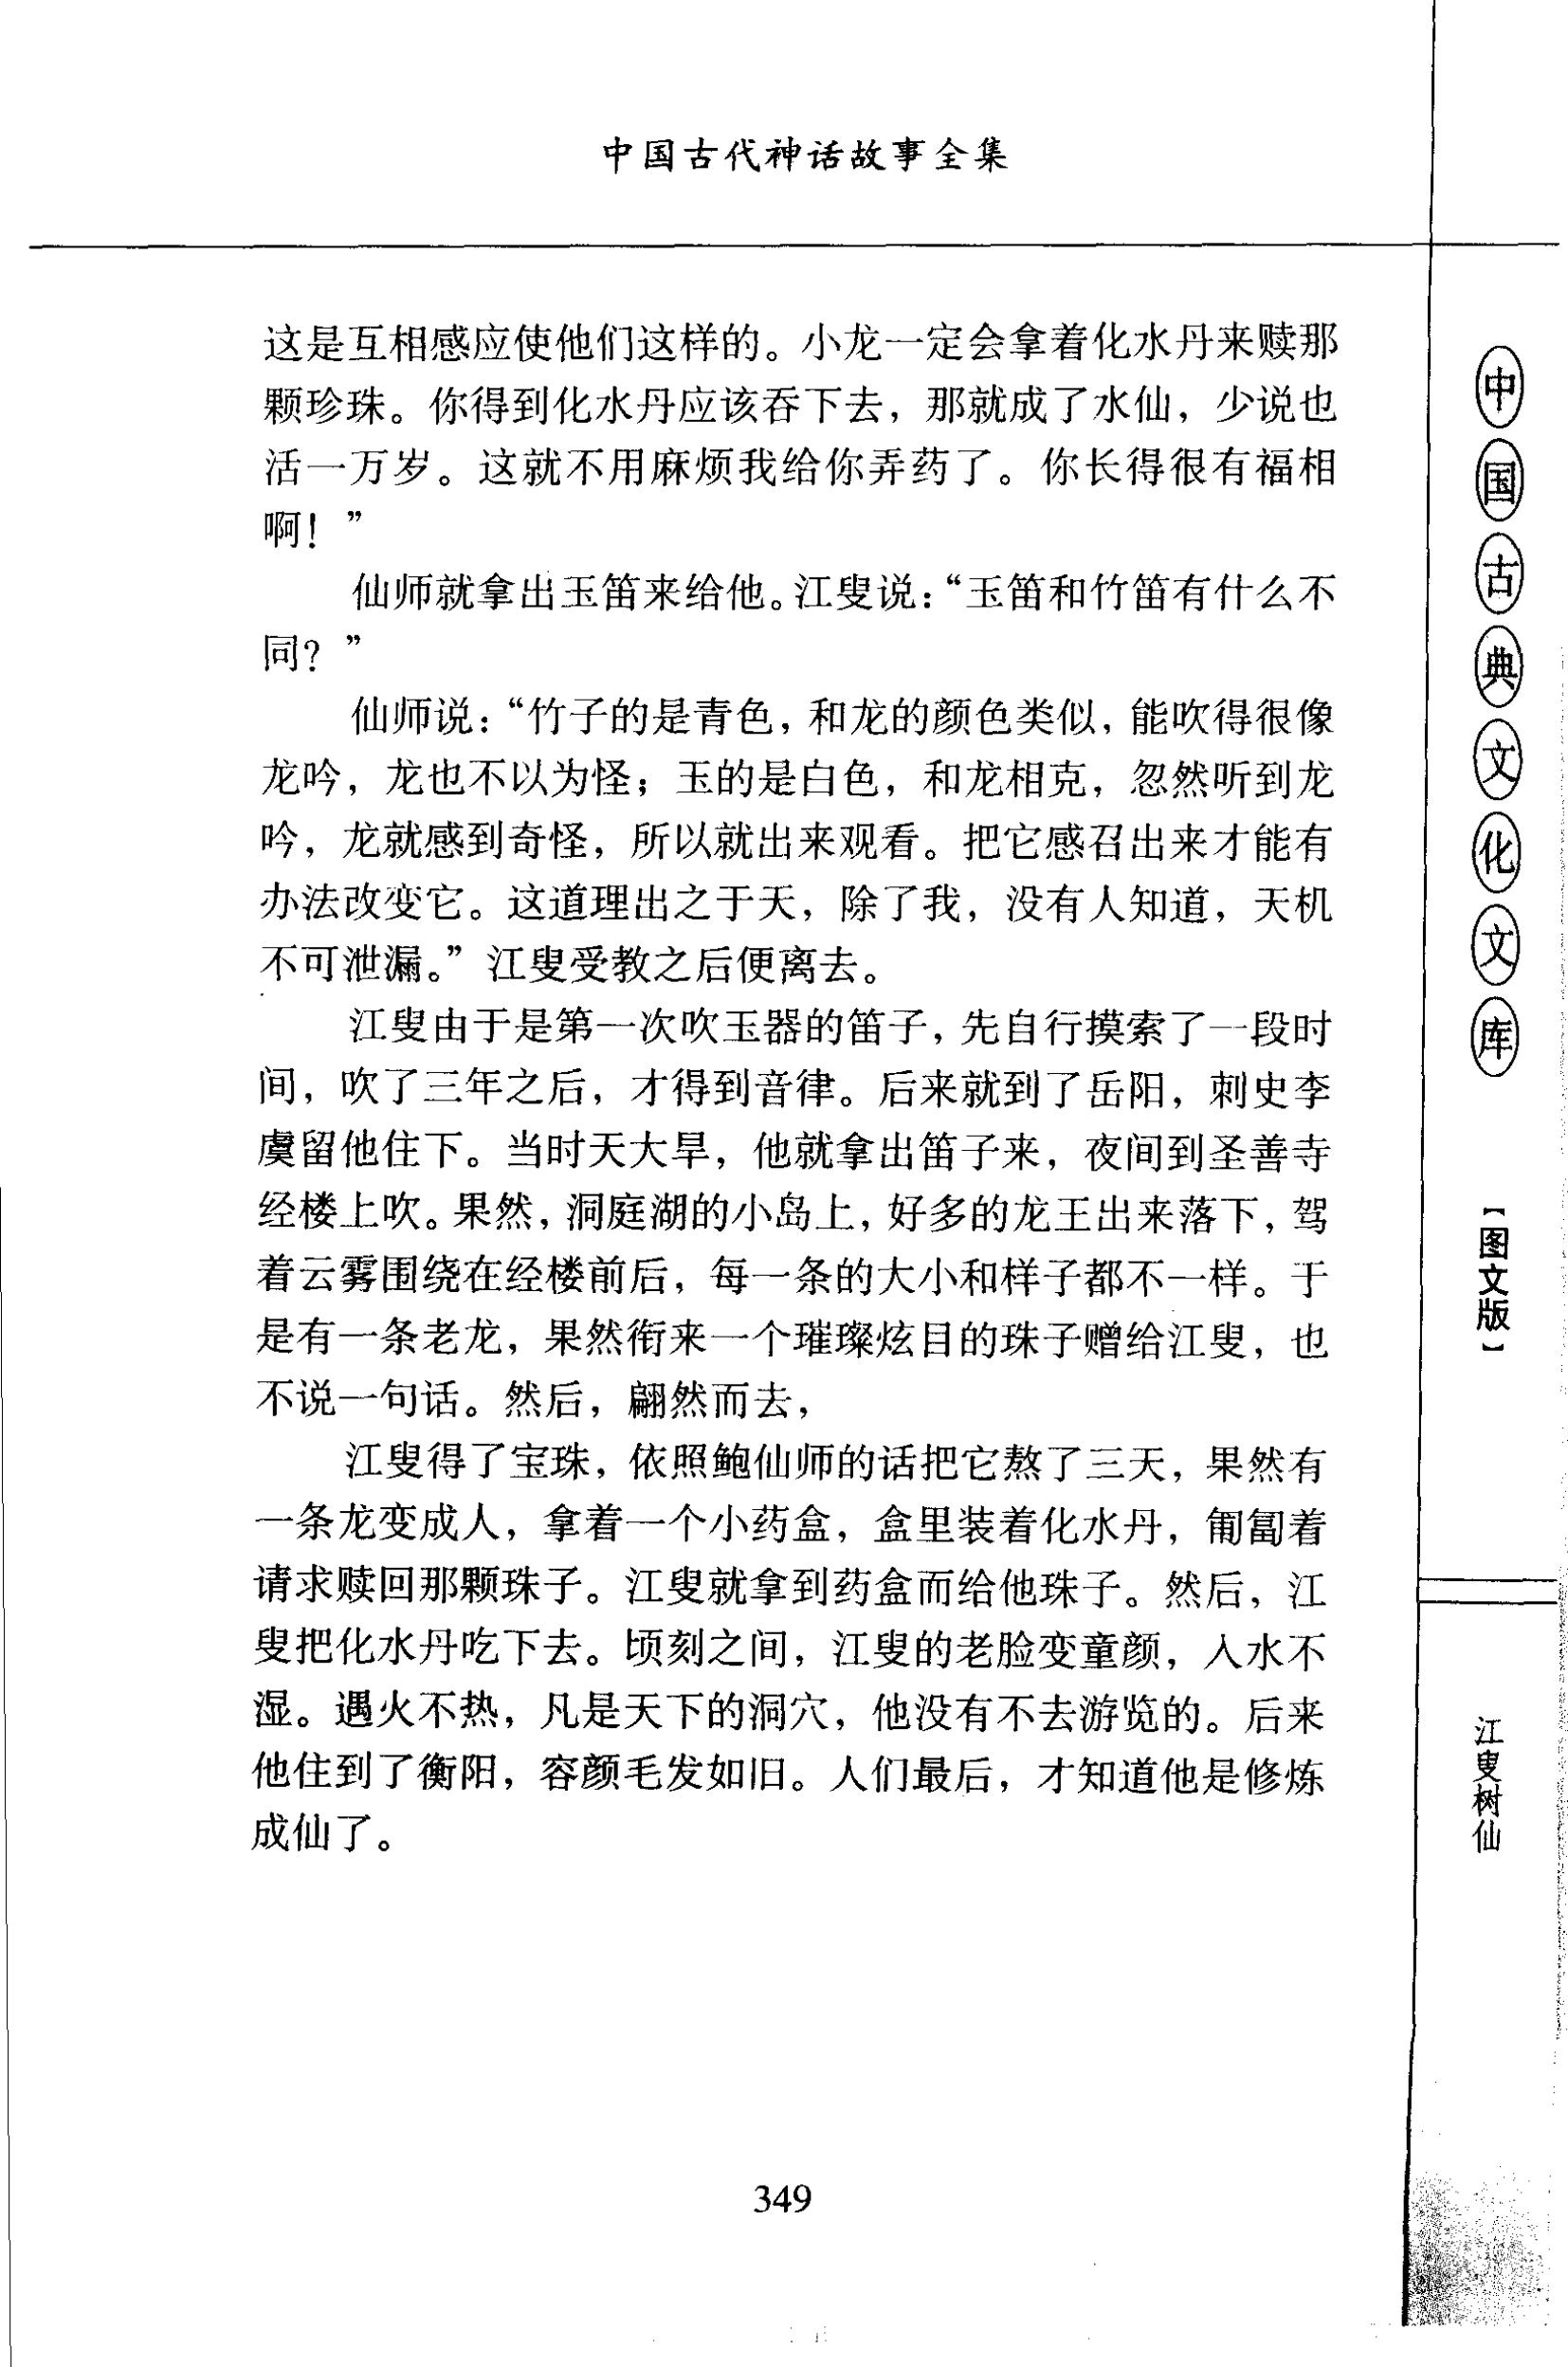 中国古代神话故事全集
这是互相感应使他们这样的。小龙一定会拿着化水丹来赎那
颗珍珠。你得到化水丹应该吞下去，那就成了水仙，少说也
活一万岁。这就不用麻烦我给你弄药了。你长得很有福相
啊！”
仙师就拿出玉笛来给他。江叟说：“玉笛和竹笛有什么不
同？”
仙师说：“竹子的是青色，和龙的颜色类似，能吹得很像
龙吟，龙也不以为怪；玉的是白色，和龙相克，忽然听到龙
吟，龙就感到奇怪，所以就出来观看。把它感召出来才能有
办法改变它。这道理出之于天，除了我，没有人知道，天机
不可泄漏。”江叟受教之后便离去。
江叟由于是第一次吹玉器的笛子，先自行摸索了一段时
间，吹了三年之后，才得到音律。后来就到了岳阳，刺史李
虞留他住下。当时天大旱，他就拿出笛子来，夜间到圣善寺
经楼上吹。果然，洞庭湖的小岛上，好多的龙王出来落下，驾
着云雾围绕在经楼前后，每一条的大小和样子都不一样。于
是有一条老龙，果然衔来一个璀璨炫目的珠子赠给江叟，也
不说一句话。然后，翩然而去，
江叟得了宝珠，依照鲍仙师的话把它熬了三天，果然有
一条龙变成人，拿着一个小药盒，盒里装着化水丹，匍匐着
请求赎回那颗珠子。江叟就拿到药盒而给他珠子。然后，江
叟把化水丹吃下去。顷刻之间，江叟的老脸变童颜，入水不
湿。遇火不热，凡是天下的洞穴，他没有不去游览的。后来
他住到了衡阳，容颜毛发如旧。人们最后，才知道他是修炼
成仙了。
中国古典文化文库
【图文版】
江叟树仙
349